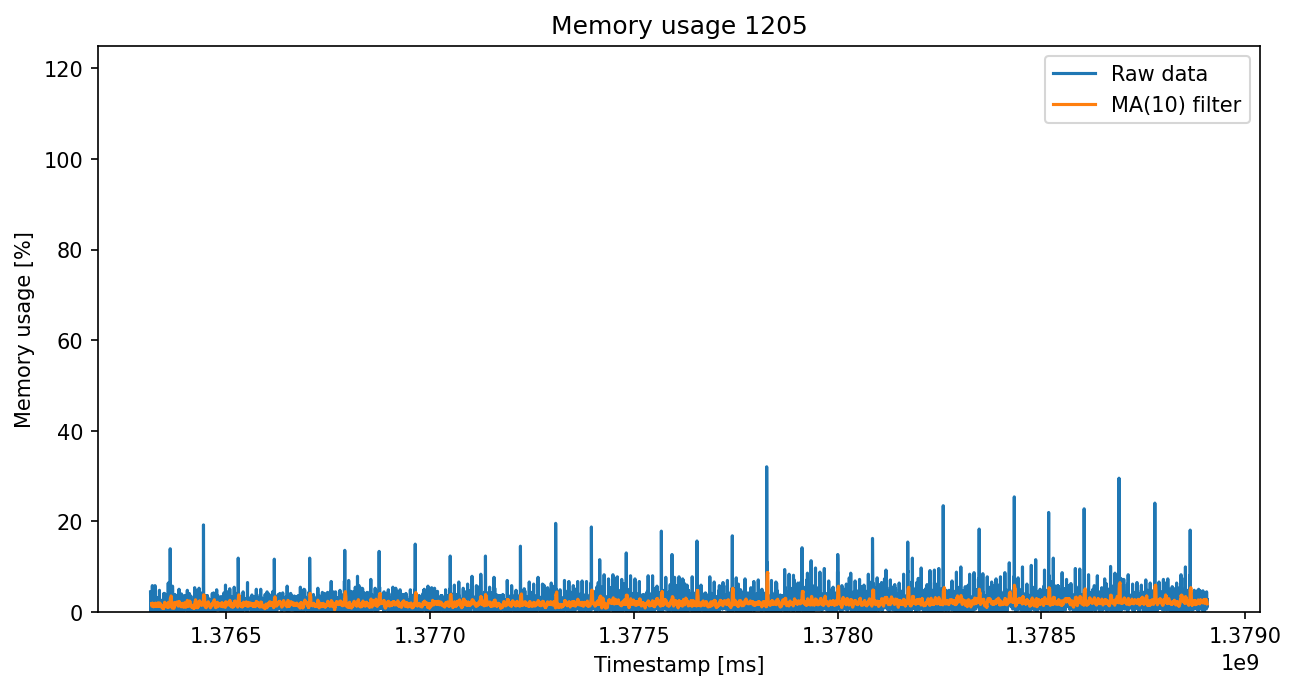 Memory usage 1205
Raw data
MA(10) filter
Memory usage [%]
120
100
80
60
40
20
0
1.3765 1.3770 1.3775 1.3780 1.3785 1.3790
1e9
Timestamp [ms]